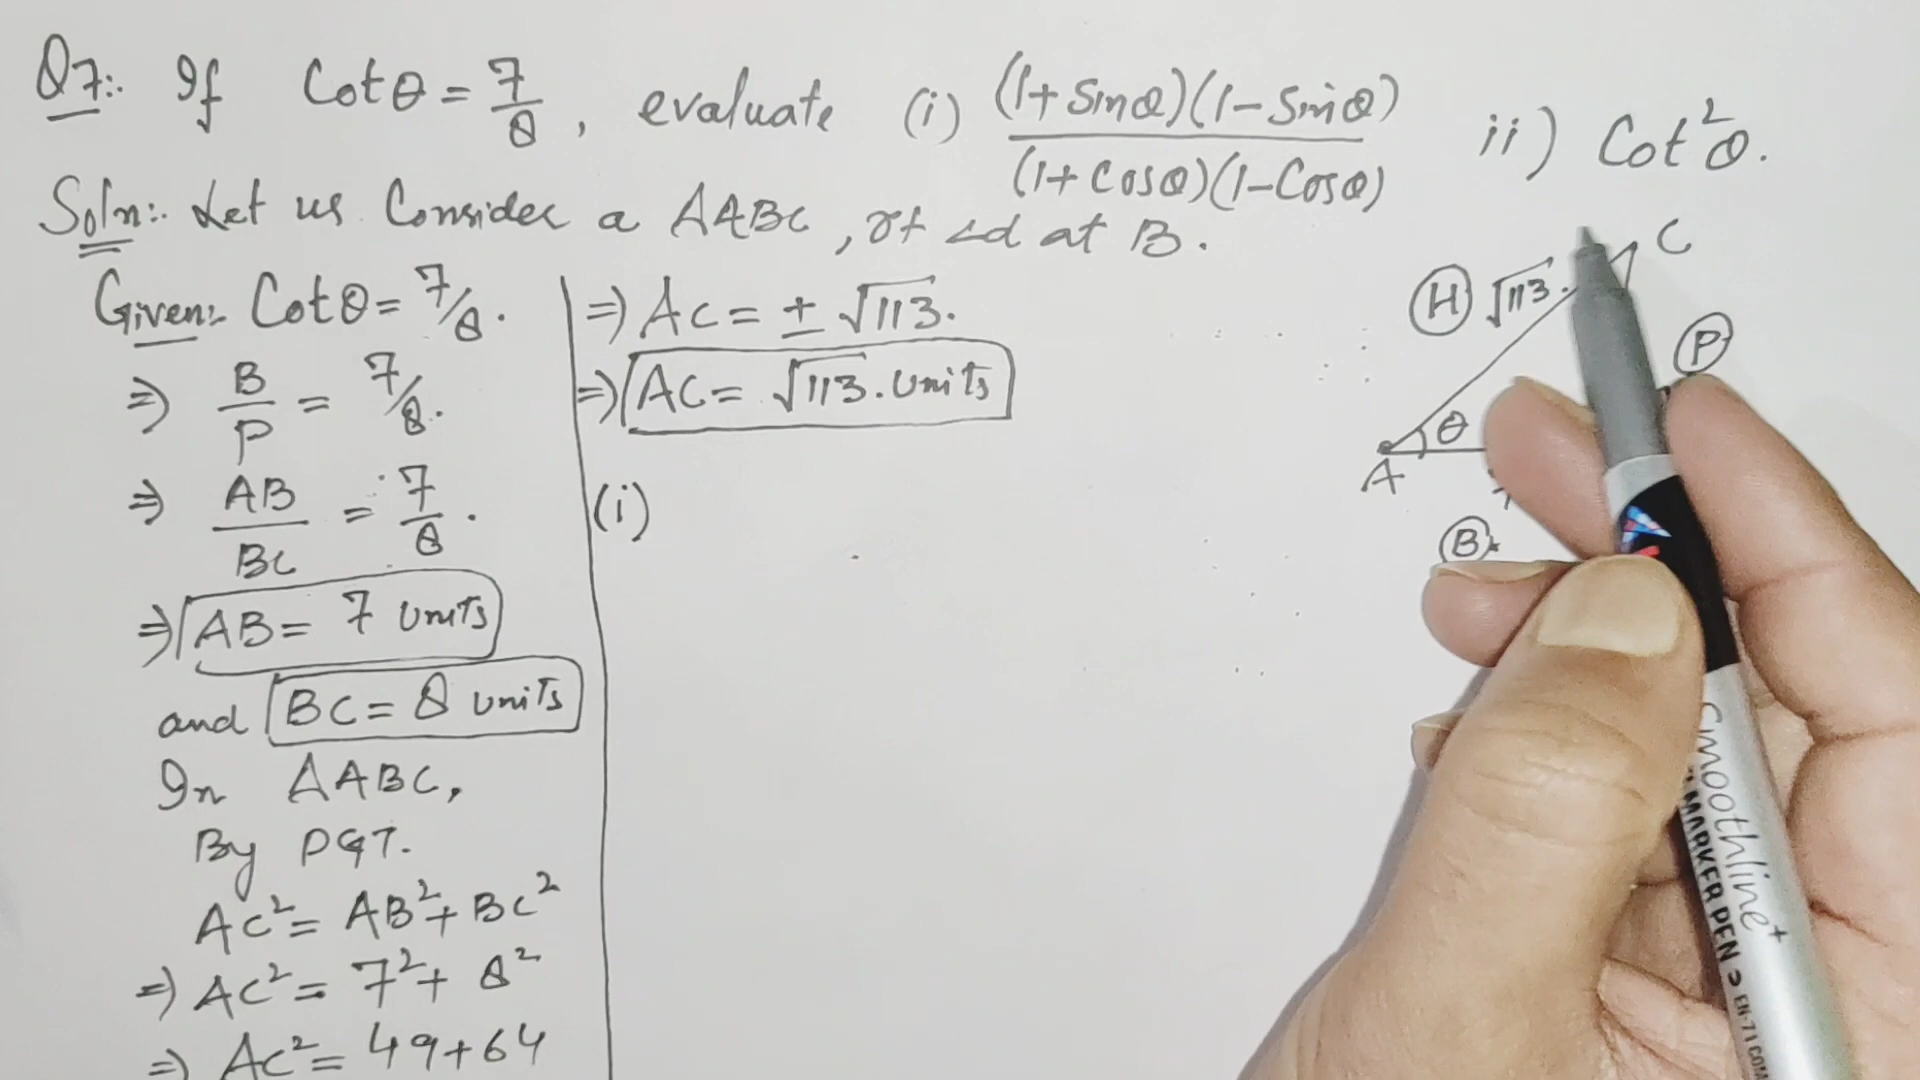 Q7:. If Cotθ = 7/8, evaluate (i) (1+Sinθ)(1-Sinθ)/(1+Cosθ)(1-Cosθ) ii) Cot²θ.
Soln:. Let us Consider a ΔABC, rt ∠d at B.
Given:- Cotθ = 7/8.
⇒ B/P = 7/8.
⇒ AB/BC = 7/8.
⇒ AB = 7 units
and BC = 8 units
In ΔABC,
By PGT.
AC² = AB² + BC²
⇒ AC² = 7² + 8²
⇒ AC² = 49+64
⇒ AC = ± √113.
⇒ AC = √113. units
(i)
C
H √113.
P
θ
A
B
Smoothline+
MARKER PEN